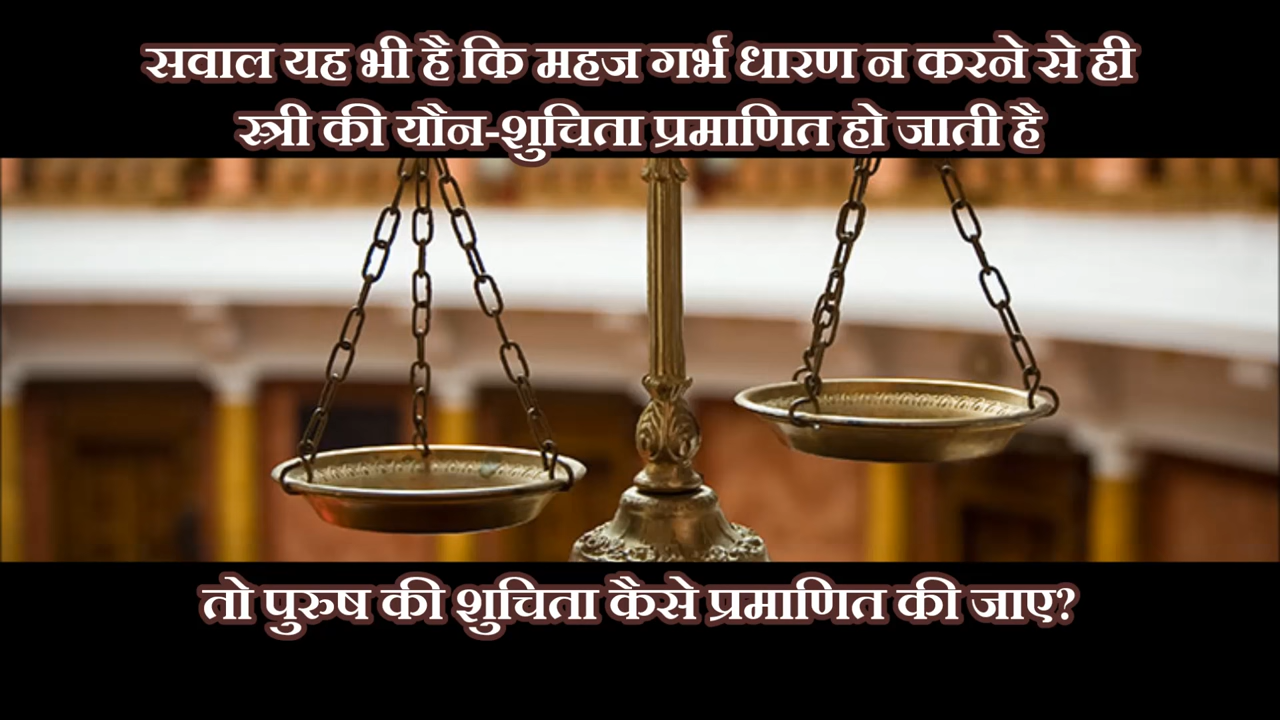 सवाल यह भी है कि महज गर्भ धारण न करने से ही
स्त्री की यौन-शुचिता प्रमाणित हो जाती है
तो पुरुष की शुचिता कैसे प्रमाणित की जाए?